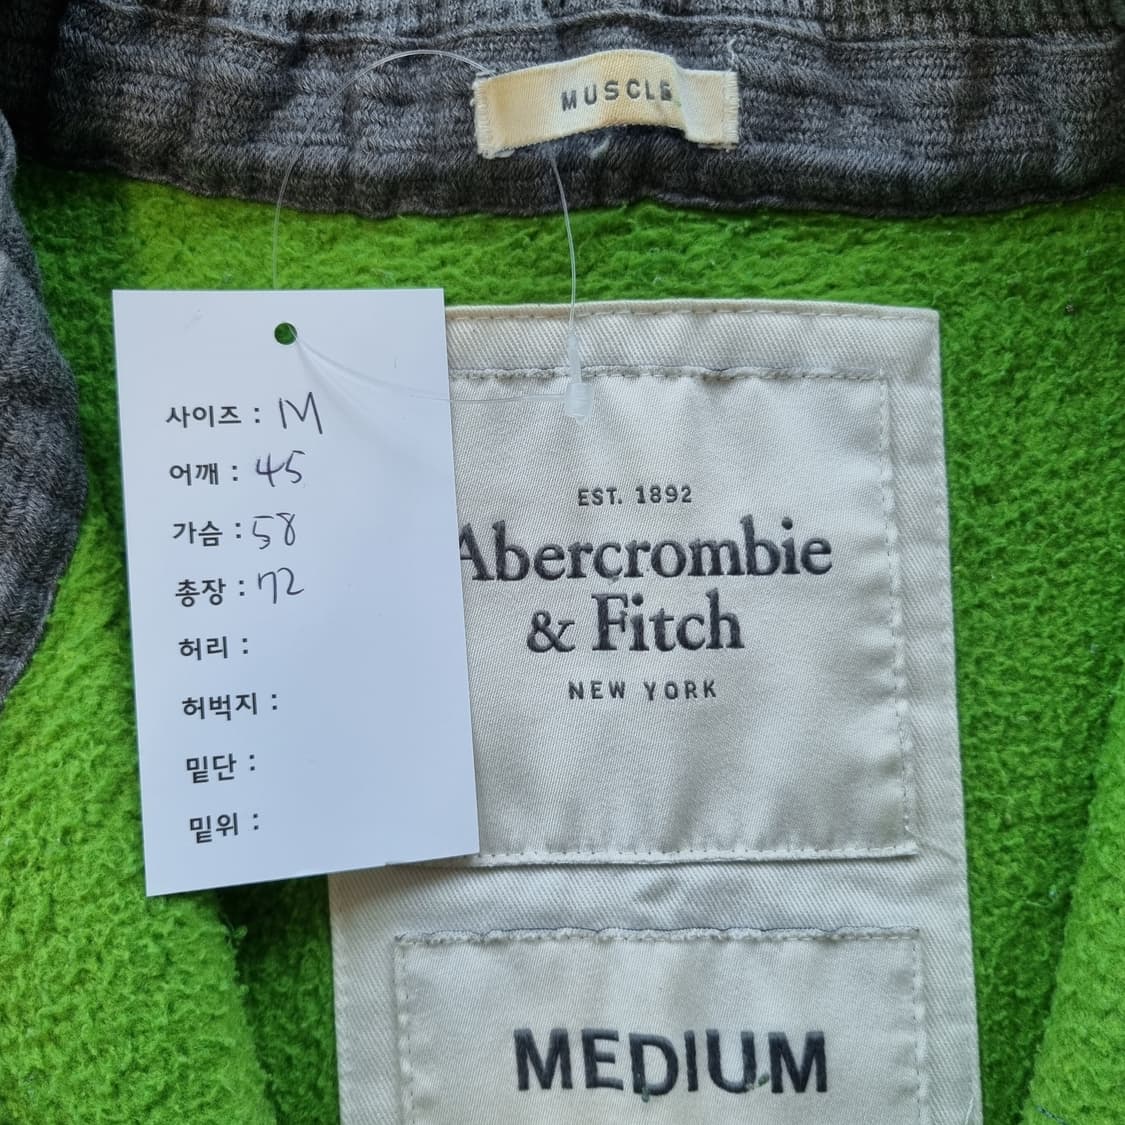 MUSCLE
사이즈 : M
어깨 : 45
가슴 : 58
총장 : 72
허리 :
허벅지 :
밑단 :
밑위 :
EST. 1892
Abercrombie
& Fitch
NEW YORK
MEDIUM